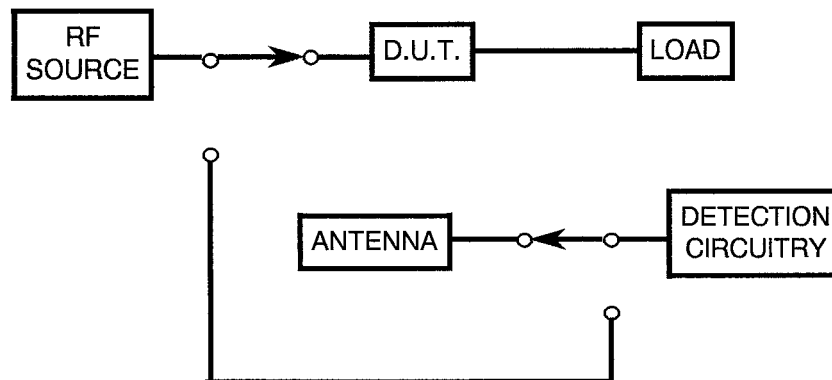 RF
SOURCE
D.U.T.
LOAD
ANTENNA
DETECTION
CIRCUITRY